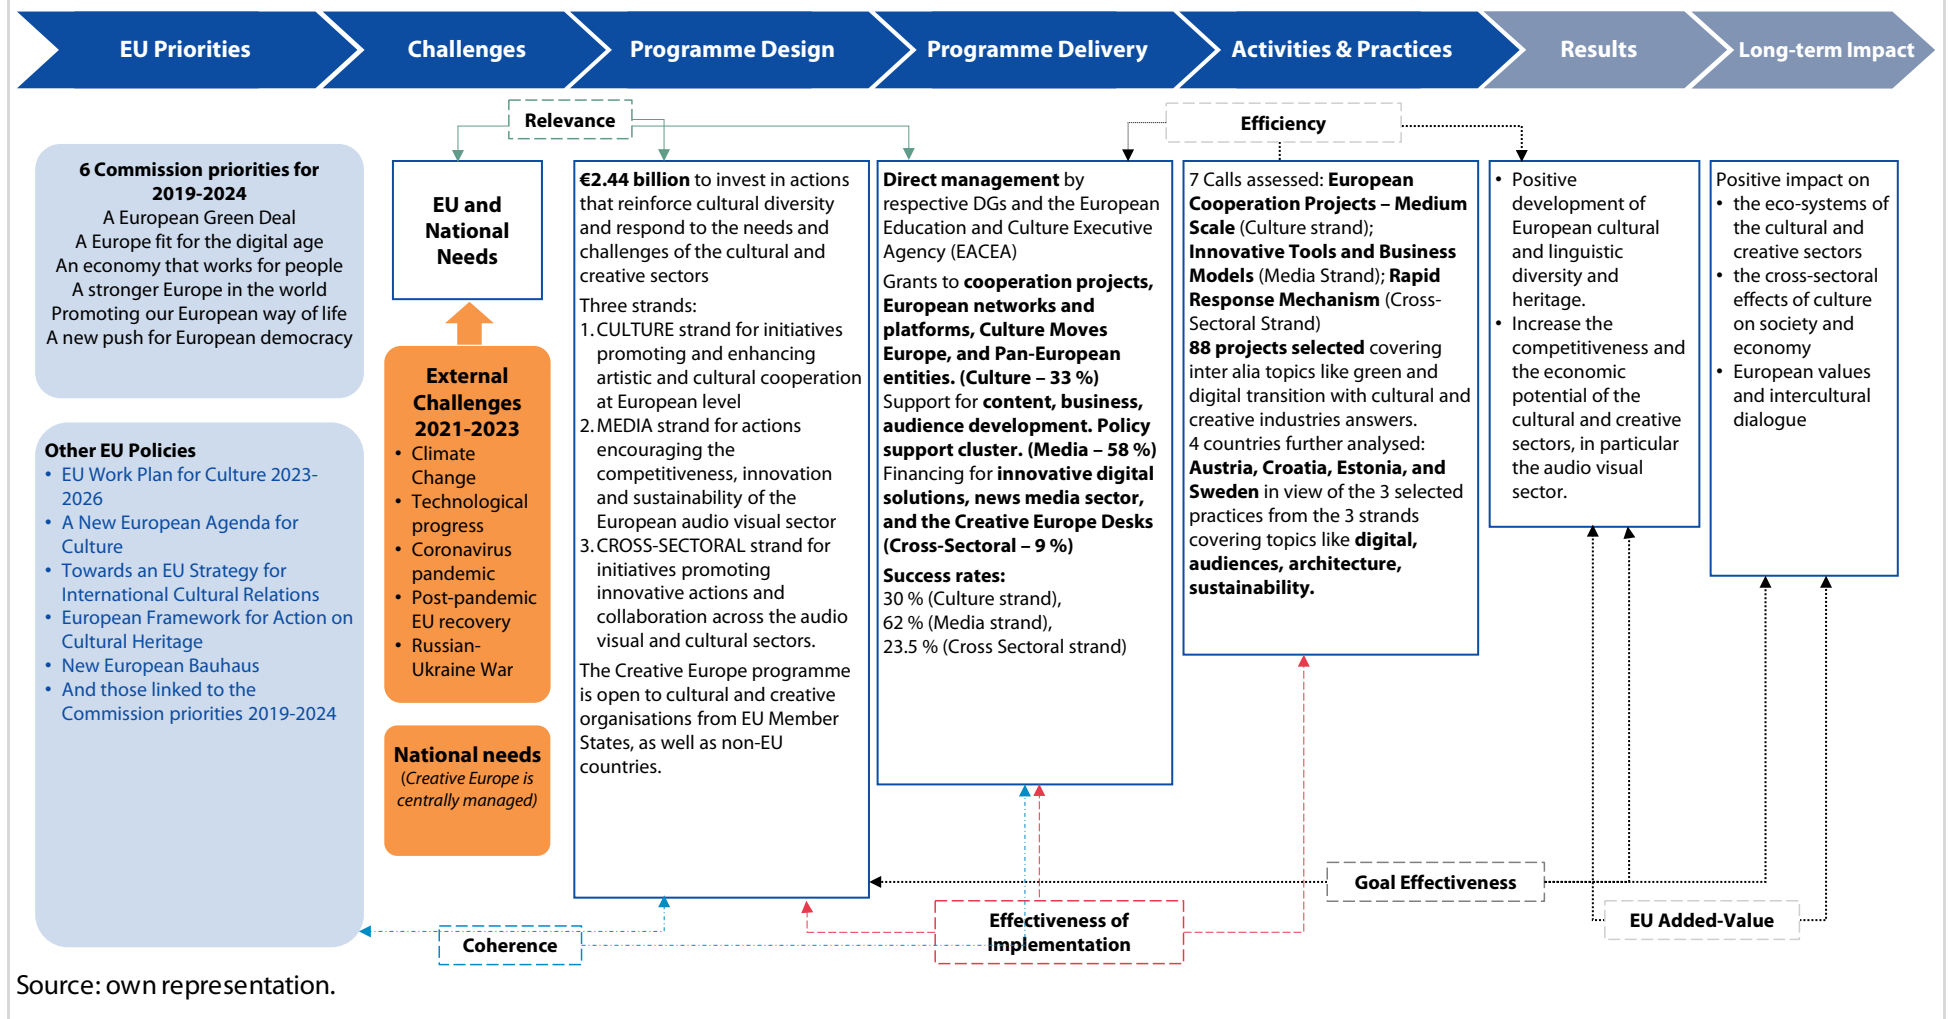 EU Priorities
Challenges
Programme Design
Programme Delivery
Activities & Practices
Results
Long-term Impact
Relevance
Efficiency
6 Commission priorities for
2019-2024
A European Green Deal
A Europe fit for the digital age
An economy that works for people
A stronger Europe in the world
Promoting our European way of life
A new push for European democracy
Other EU Policies
• EU Work Plan for Culture 2023-
2026
• A New European Agenda for
Culture
• Towards an EU Strategy for
International Cultural Relations
• European Framework for Action on
Cultural Heritage
• New European Bauhaus
• And those linked to the
Commission priorities 2019-2024
EU and
National
Needs
External
Challenges
2021-2023
• Climate
Change
• Technological
progress
• Coronavirus
pandemic
• Post-pandemic
EU recovery
• Russian-
Ukraine War
National needs
(Creative Europe is
centrally managed)
€2.44 billion to invest in actions
that reinforce cultural diversity
and respond to the needs and
challenges of the cultural and
creative sectors
Three strands:
1. CULTURE strand for initiatives
promoting and enhancing
artistic and cultural cooperation
at European level
2. MEDIA strand for actions
encouraging the
competitiveness, innovation
and sustainability of the
European audio visual sector
3. CROSS-SECTORAL strand for
initiatives promoting
innovative actions and
collaboration across the audio
visual and cultural sectors.
The Creative Europe programme
is open to cultural and creative
organisations from EU Member
States, as well as non-EU
countries.
Direct management by
respective DGs and the European
Education and Culture Executive
Agency (EACEA)
Grants to cooperation projects,
European networks and
platforms, Culture Moves
Europe, and Pan-European
entities. (Culture – 33 %)
Support for content, business,
audience development. Policy
support cluster. (Media – 58 %)
Financing for innovative digital
solutions, news media sector,
and the Creative Europe Desks
(Cross-Sectoral – 9 %)
Success rates:
30 % (Culture strand),
62 % (Media strand),
23.5 % (Cross Sectoral strand)
7 Calls assessed: European
Cooperation Projects – Medium
Scale (Culture strand);
Innovative Tools and Business
Models (Media Strand); Rapid
Response Mechanism (Cross-
Sectoral Strand)
88 projects selected covering
inter alia topics like green and
digital transition with cultural and
creative industries answers.
4 countries further analysed:
Austria, Croatia, Estonia, and
Sweden in view of the 3 selected
practices from the 3 strands
covering topics like digital,
audiences, architecture,
sustainability.
• Positive
development of
European cultural
and linguistic
diversity and
heritage.
• Increase the
competitiveness and
the economic
potential of the
cultural and creative
sectors, in particular
the audio visual
sector.
Positive impact on
• the eco-systems of
the cultural and
creative sectors
• the cross-sectoral
effects of culture
on society and
economy
• European values
and intercultural
dialogue
Goal Effectiveness
EU Added-Value
Effectiveness of
Implementation
Coherence
Source: own representation.